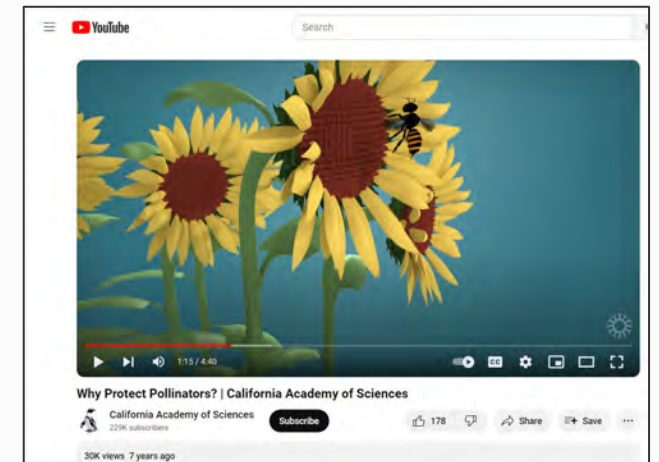 YouTube
Search
1:15 / 4:40
CC
Why Protect Pollinators? | California Academy of Sciences
California Academy of Sciences
229K subscribers
Subscribe
178
Share
Save
30K views 7 years ago